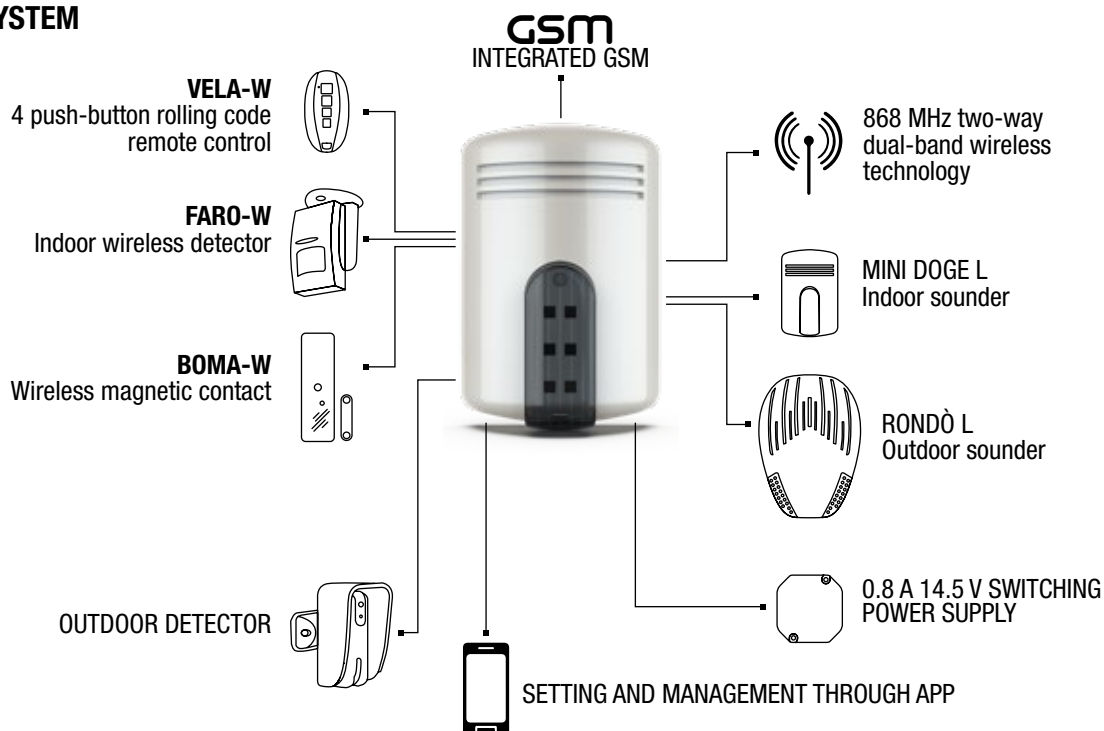 YSTEM
GSM
INTEGRATED GSM
VELA-W
4 push-button rolling code
remote control
FARO-W
Indoor wireless detector
BOMA-W
Wireless magnetic contact
OUTDOOR DETECTOR
868 MHz two-way
dual-band wireless
technology
MINI DOGE L
Indoor sounder
RONDÒ L
Outdoor sounder
0.8 A 14.5 V SWITCHING
POWER SUPPLY
SETTING AND MANAGEMENT THROUGH APP